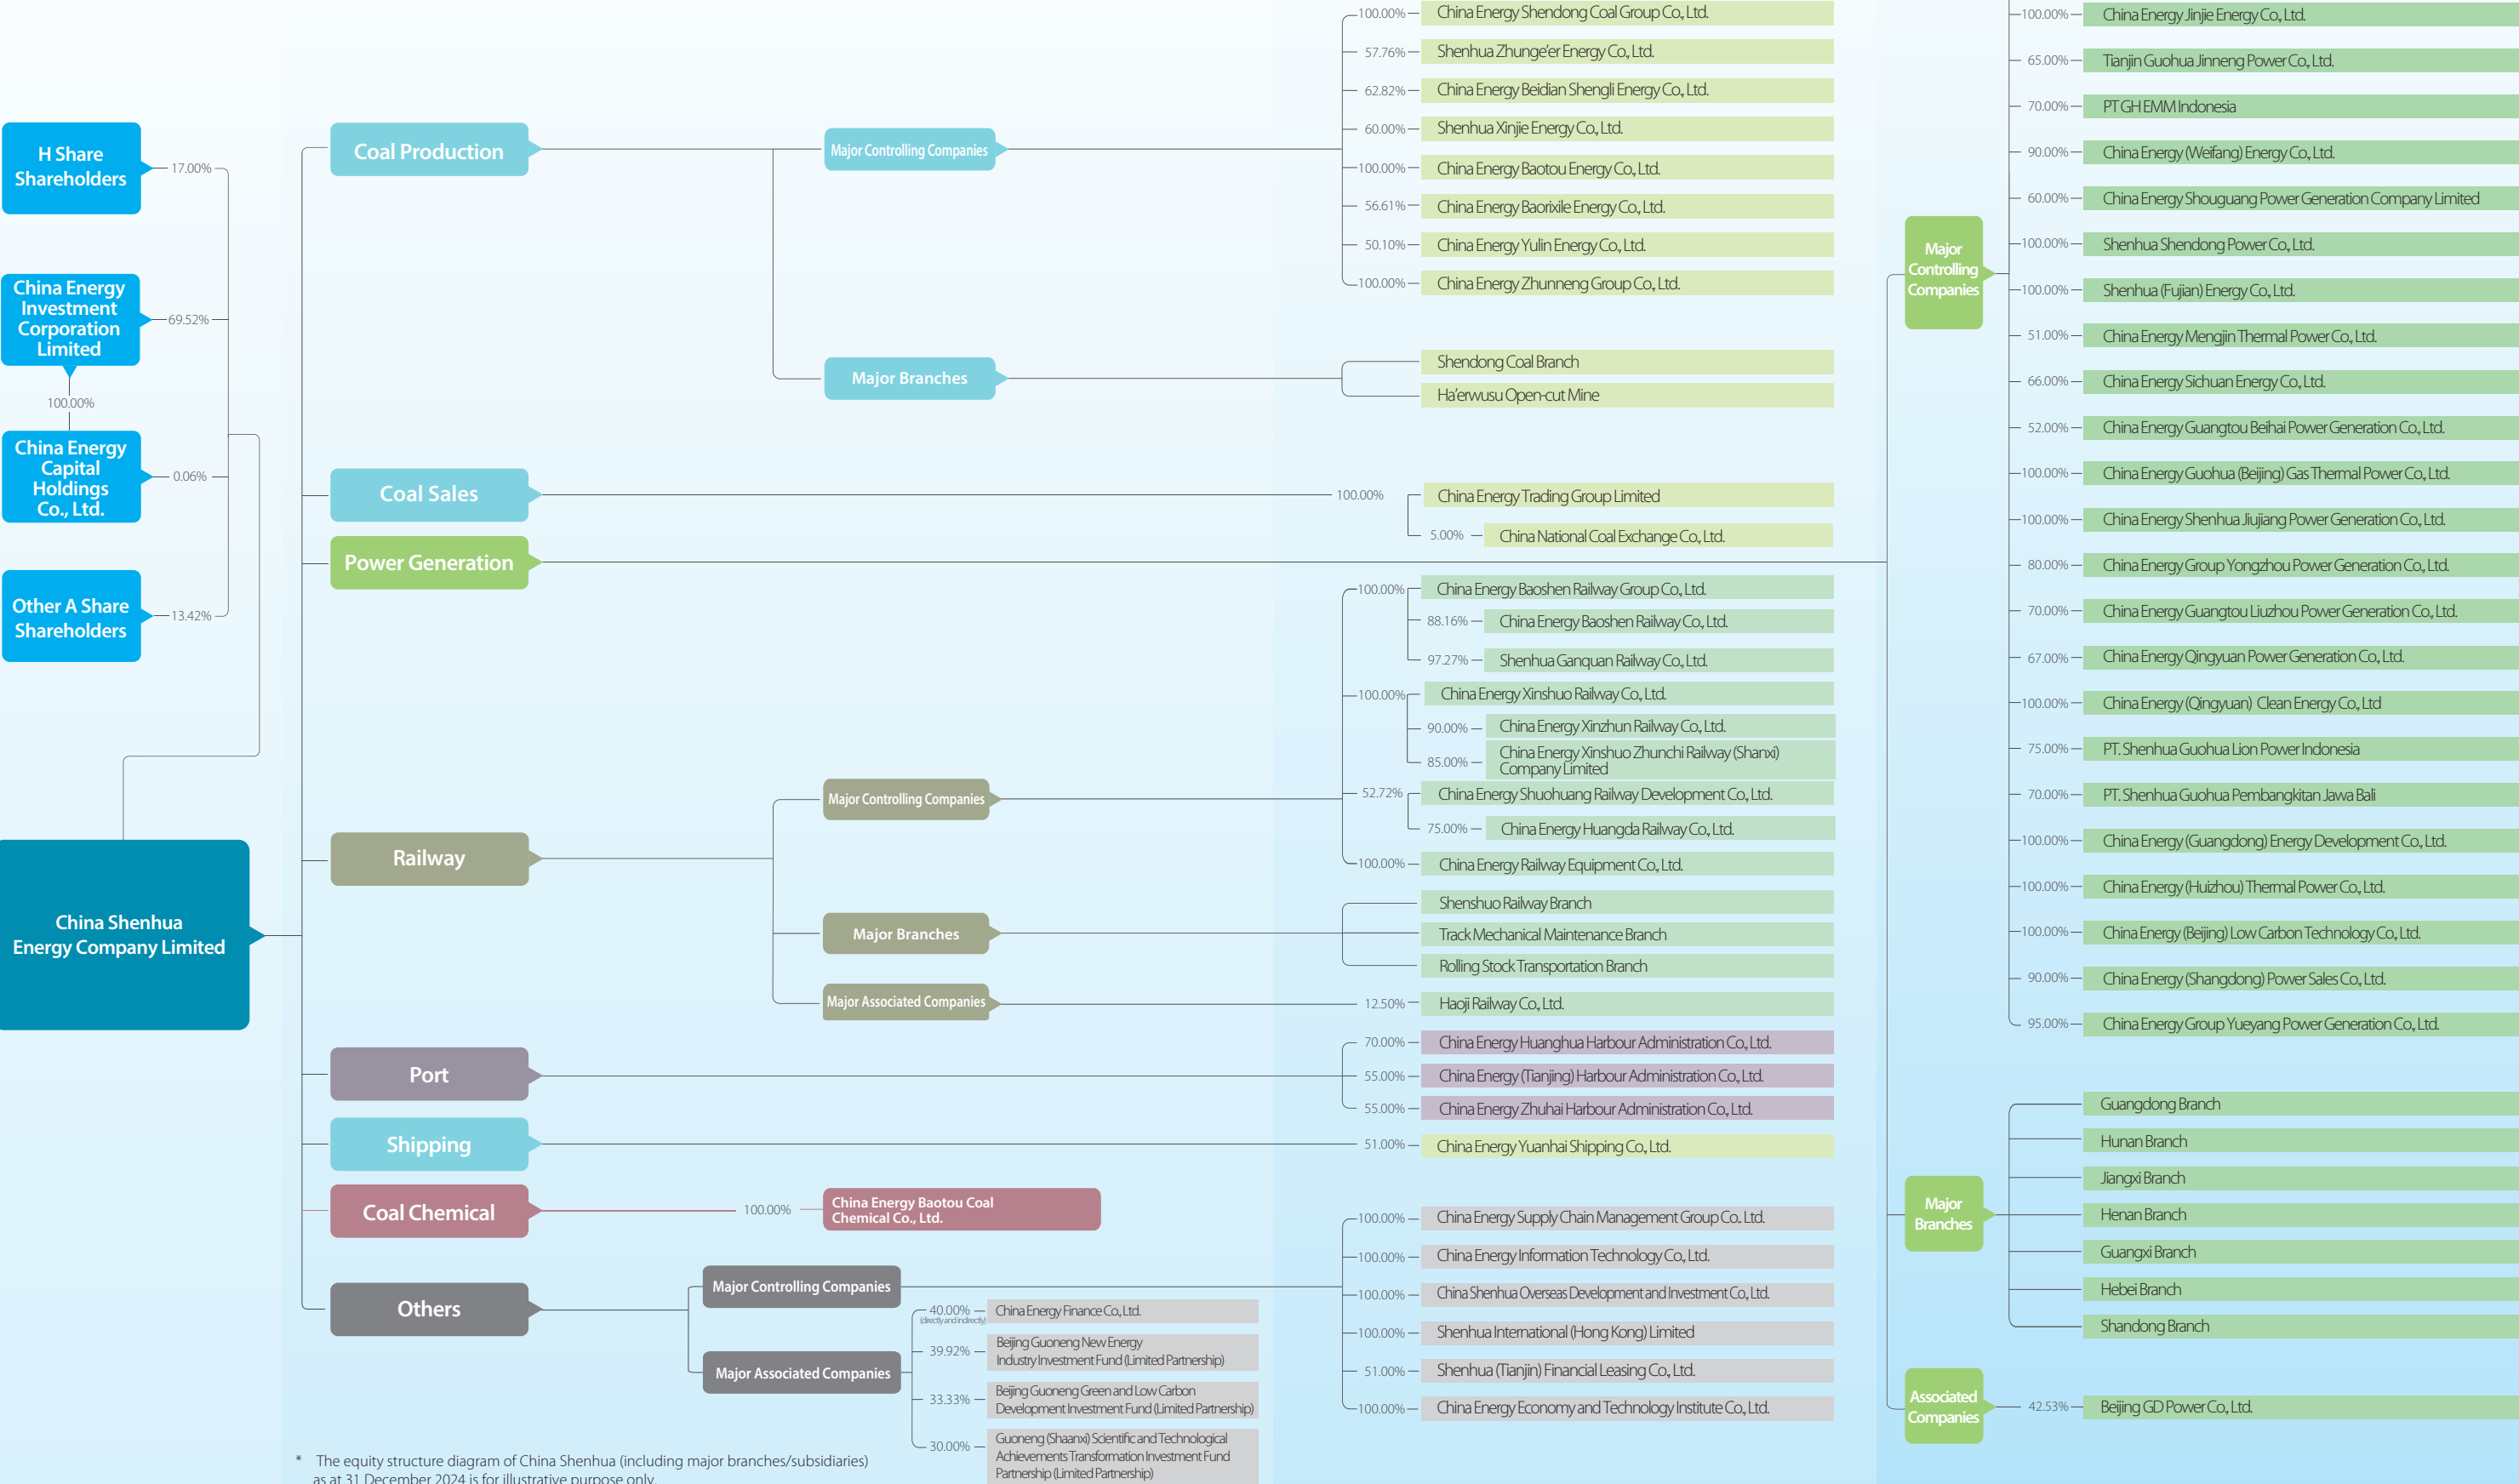 H Share
Shareholders
17.00%
China Energy
Investment
Corporation
Limited
69.52%
100.00%
China Energy
Capital
Holdings
Co., Ltd.
0.06%
Other A Share
Shareholders
13.42%
China Shenhua
Energy Company Limited
Coal Production
Major Controlling Companies
100.00% China Energy Shendong Coal Group Co., Ltd.
57.76% Shenhua Zhunge'er Energy Co., Ltd.
62.82% China Energy Beidian Shengli Energy Co., Ltd.
60.00% Shenhua Xinjie Energy Co., Ltd.
100.00% China Energy Baotou Energy Co., Ltd.
56.61% China Energy Baorixile Energy Co., Ltd.
50.10% China Energy Yulin Energy Co., Ltd.
100.00% China Energy Zhunneng Group Co., Ltd.
Major Branches
Shendong Coal Branch
Ha'erwusu Open-cut Mine
Coal Sales
100.00% China Energy Trading Group Limited
5.00% China National Coal Exchange Co., Ltd.
Power Generation
Railway
Major Controlling Companies
100.00% China Energy Baoshen Railway Group Co., Ltd.
88.16% China Energy Baoshen Railway Co., Ltd.
97.27% Shenhua Ganquan Railway Co., Ltd.
100.00% China Energy Xinshuo Railway Co., Ltd.
90.00% China Energy Xinzhun Railway Co., Ltd.
85.00% China Energy Xinshuo Zhunchi Railway (Shanxi)
Company Limited
52.72% China Energy Shuohuang Railway Development Co., Ltd.
75.00% China Energy Huangda Railway Co., Ltd.
100.00% China Energy Railway Equipment Co., Ltd.
Major Branches
Shenshuo Railway Branch
Track Mechanical Maintenance Branch
Rolling Stock Transportation Branch
Major Associated Companies
12.50% Haoji Railway Co., Ltd.
Port
70.00% China Energy Huanghua Harbour Administration Co., Ltd.
55.00% China Energy (Tianjing) Harbour Administration Co., Ltd.
55.00% China Energy Zhuhai Harbour Administration Co., Ltd.
Shipping
51.00% China Energy Yuanhai Shipping Co., Ltd.
Coal Chemical
100.00% China Energy Baotou Coal
Chemical Co., Ltd.
Others
Major Controlling Companies
100.00% China Energy Supply Chain Management Group Co.. Ltd.
100.00% China Energy Information Technology Co., Ltd.
100.00% China Shenhua Overseas Development and Investment Co., Ltd.
100.00% Shenhua International (Hong Kong) Limited
51.00% Shenhua (Tianjin) Financial Leasing Co., Ltd.
100.00% China Energy Economy and Technology Institute Co., Ltd.
Major Associated Companies
40.00% China Energy Finance Co., Ltd.
(directly and indirectly)
39.92% Beijing Guoneng New Energy
Industry Investment Fund (Limited Partnership)
33.33% Beijing Guoneng Green and Low Carbon
Development Investment Fund (Limited Partnership)
30.00% Guoneng (Shaanxi) Scientific and Technological
Achievements Transformation Investment Fund
Partnership (Limited Partnership)
Major
Controlling
Companies
100.00% China Energy Jinjie Energy Co., Ltd.
65.00% Tianjin Guohua Jinneng Power Co., Ltd.
70.00% PT GH EMM Indonesia
90.00% China Energy (Weifang) Energy Co., Ltd.
60.00% China Energy Shouguang Power Generation Company Limited
100.00% Shenhua Shendong Power Co., Ltd.
100.00% Shenhua (Fujian) Energy Co., Ltd.
51.00% China Energy Mengjin Thermal Power Co., Ltd.
66.00% China Energy Sichuan Energy Co., Ltd.
52.00% China Energy Guangtou Beihai Power Generation Co., Ltd.
100.00% China Energy Guohua (Beijing) Gas Thermal Power Co., Ltd.
100.00% China Energy Shenhua Jiujiang Power Generation Co., Ltd.
80.00% China Energy Group Yongzhou Power Generation Co., Ltd.
70.00% China Energy Guangtou Liuzhou Power Generation Co., Ltd.
67.00% China Energy Qingyuan Power Generation Co., Ltd.
100.00% China Energy (Qingyuan) Clean Energy Co., Ltd
75.00% PT. Shenhua Guohua Lion Power Indonesia
70.00% PT. Shenhua Guohua Pembangkitan Jawa Bali
100.00% China Energy (Guangdong) Energy Development Co., Ltd.
100.00% China Energy (Huizhou) Thermal Power Co., Ltd.
100.00% China Energy (Beijing) Low Carbon Technology Co., Ltd.
90.00% China Energy (Shangdong) Power Sales Co., Ltd.
95.00% China Energy Group Yueyang Power Generation Co., Ltd.
Major
Branches
Guangdong Branch
Hunan Branch
Jiangxi Branch
Henan Branch
Guangxi Branch
Hebei Branch
Shandong Branch
Associated
Companies
42.53% Beijing GD Power Co., Ltd.
* The equity structure diagram of China Shenhua (including major branches/subsidiaries)
as at 31 December 2024 is for illustrative purpose only.